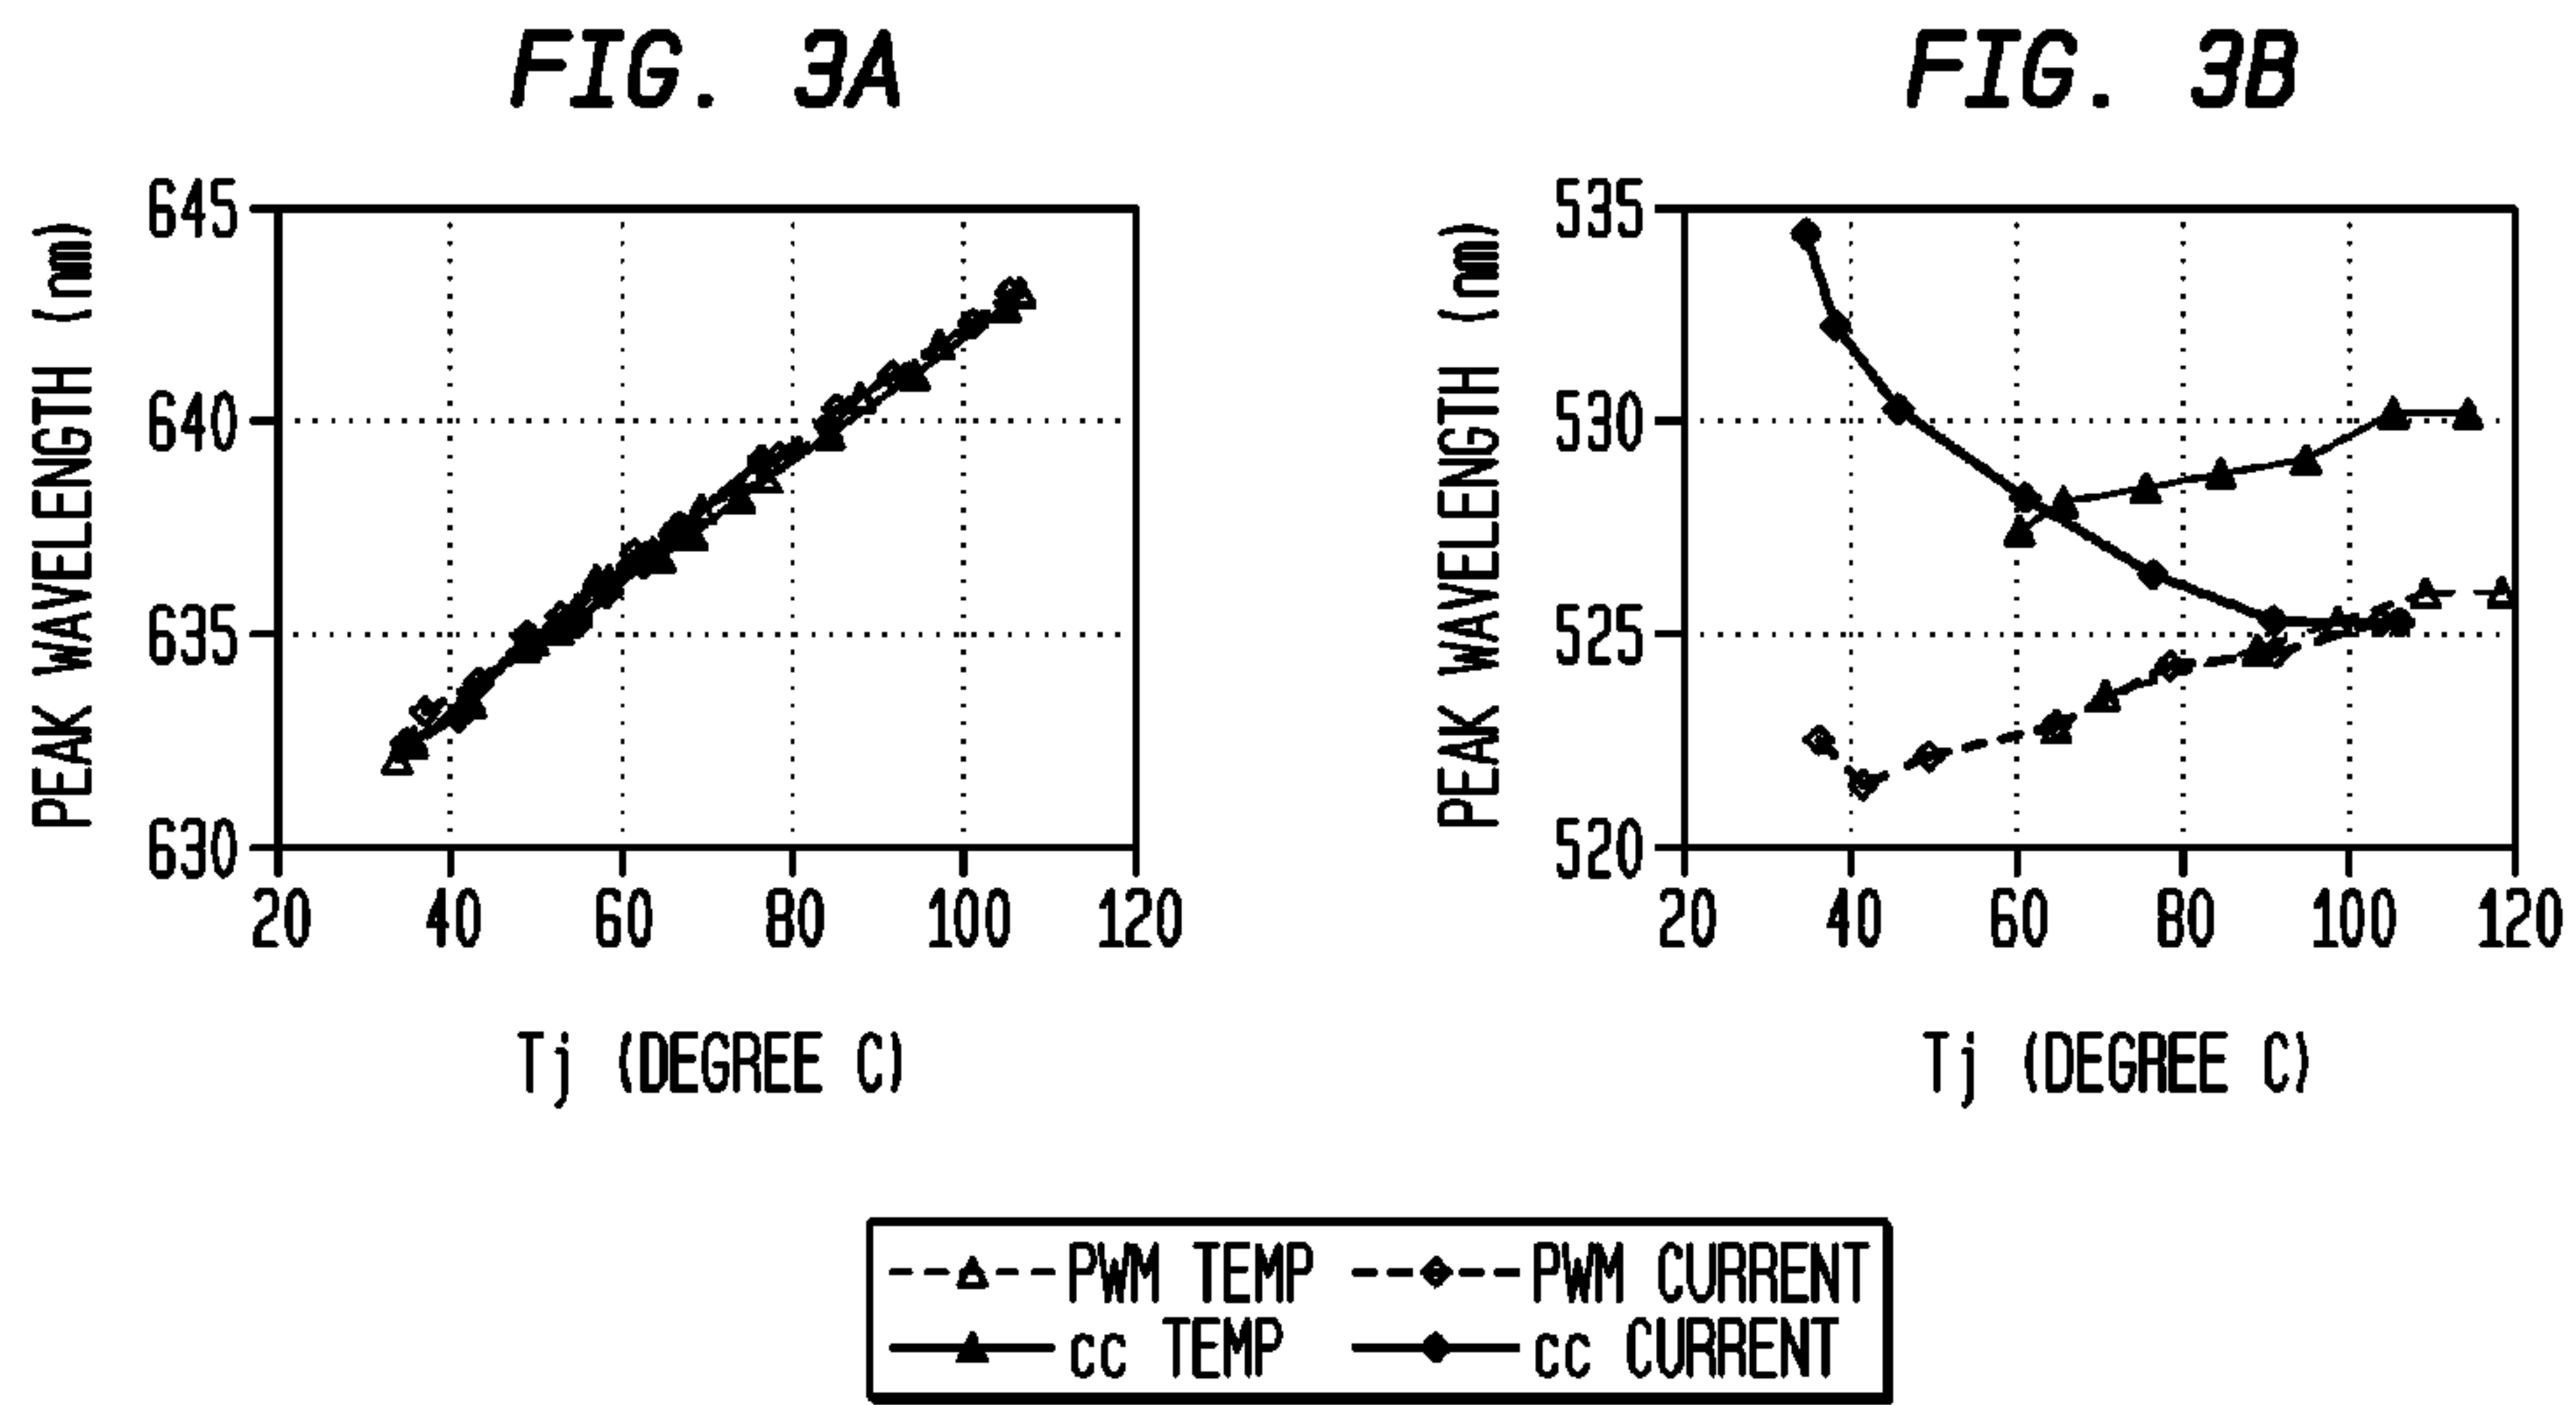 FIG. 3A
PEAK WAVELENGTH (nm)
645
640
635
630
20 40 60 80 100 120
Tj (DEGREE C)
FIG. 3B
PEAK WAVELENGTH (nm)
535
530
525
520
20 40 60 80 100 120
Tj (DEGREE C)
PWM TEMP PWM CURRENT
cc TEMP cc CURRENT